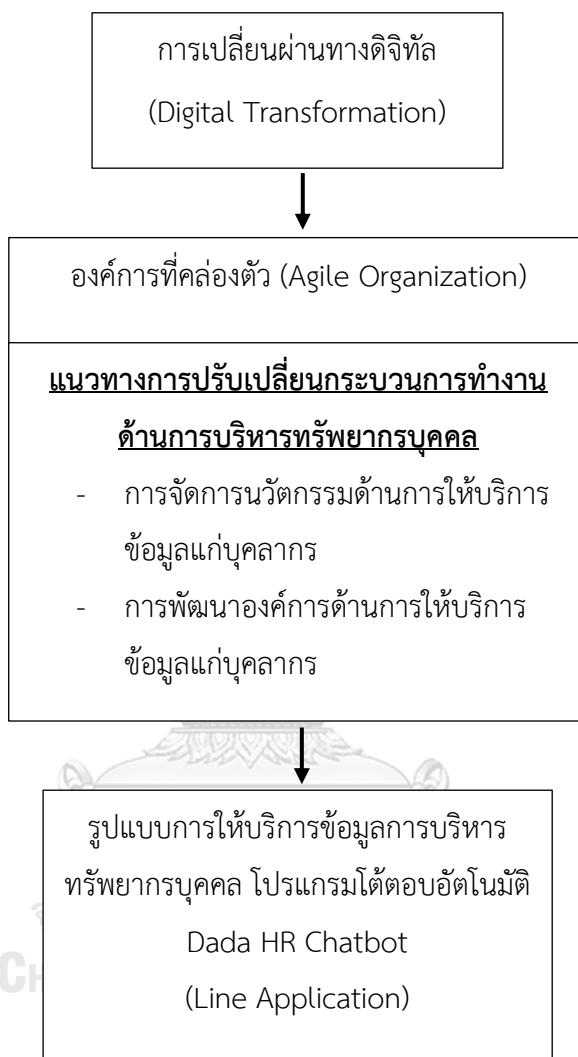 การเปลี่ยนผ่านทางดิจิทัล
(Digital Transformation)
องค์การที่คล่องตัว (Agile Organization)
แนวทางการปรับเปลี่ยนกระบวนการทำงาน
ด้านการบริหารทรัพยากรบุคคล
- การจัดการนวัตกรรมด้านการให้บริการ
ข้อมูลแก่บุคลากร
- การพัฒนาองค์การด้านการให้บริการ
ข้อมูลแก่บุคลากร
รูปแบบการให้บริการข้อมูลการบริหาร
ทรัพยากรบุคคล โปรแกรมโต้ตอบอัตโนมัติ
Dada HR Chatbot
(Line Application)